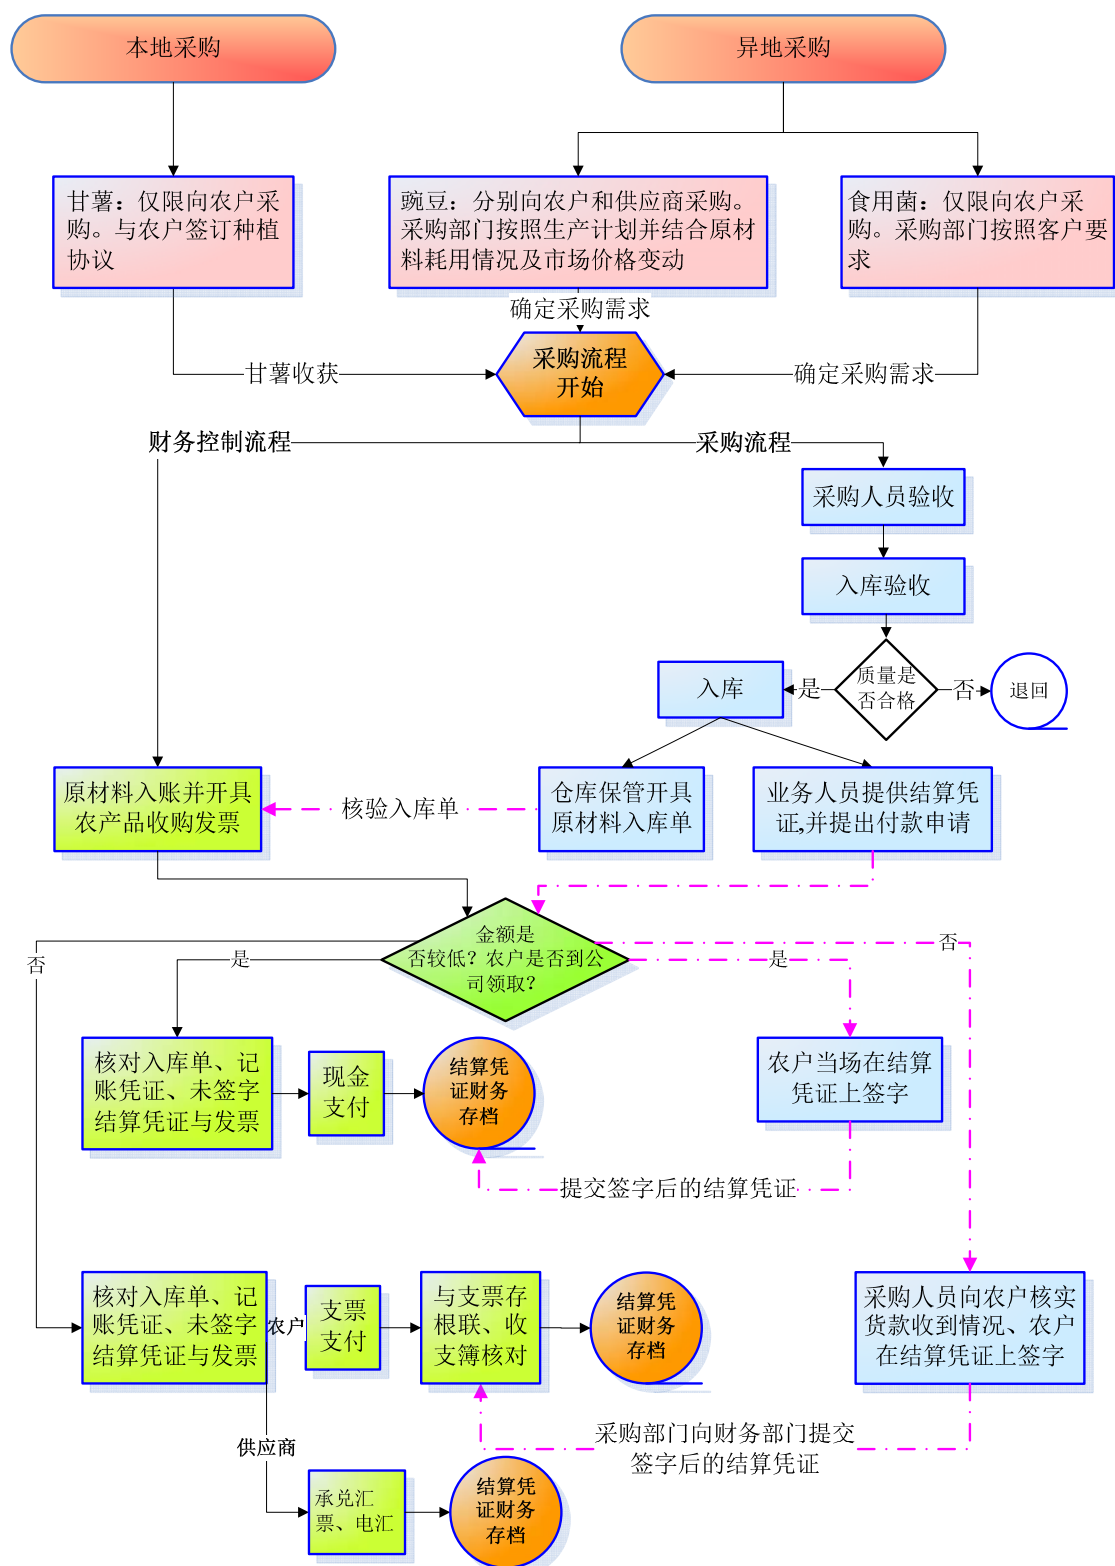 本地采购
异地采购
甘薯：仅限向农户采
购。与农户签订种植
协议
豌豆：分别向农户和供应商采购。
采购部门按照生产计划并结合原材
料耗用情况及市场价格变动
食用菌：仅限向农户采
购。采购部门按照客户要
求
确定采购需求
甘薯收获
采购流程
开始
确定采购需求
财务控制流程
采购流程
采购人员验收
入库验收
入库
是
质量是
否合格
否
退回
原材料入账并开具
农产品收购发票
核验入库单
仓库保管开具
原材料入库单
业务人员提供结算凭
证,并提出付款申请
金额是
否较低？农户是否到公
司领取？
否
是
是
否
核对入库单、记
账凭证、未签字
结算凭证与发票
现金
支付
结算凭
证财务
存档
农户当场在结算
凭证上签字
提交签字后的结算凭证
核对入库单、记
账凭证、未签字
结算凭证与发票
农户
支票
支付
与支票存
根联、收
支簿核对
结算凭
证财务
存档
采购人员向农户核实
货款收到情况、农户
在结算凭证上签字
采购部门向财务部门提交
签字后的结算凭证
供应商
承兑汇
票、电汇
结算凭
证财务
存档